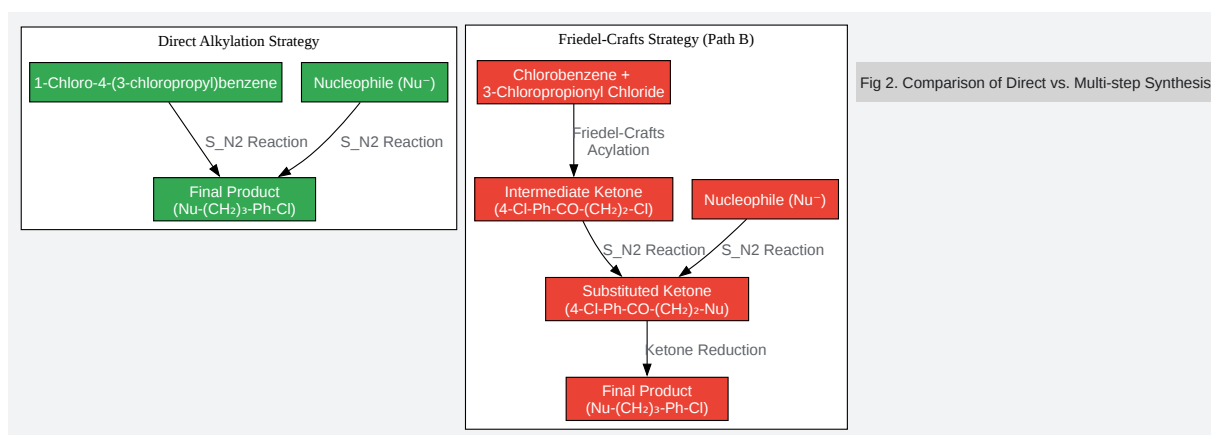 Direct Alkylation Strategy
1-Chloro-4-(3-chloropropyl)benzene
Nucleophile (Nu⁻)
S_N2 Reaction
S_N2 Reaction
Final Product
(Nu-(CH₂)₃-Ph-Cl)
Friedel-Crafts Strategy (Path B)
Chlorobenzene +
3-Chloropropionyl Chloride
Friedel-Crafts
Acylation
Intermediate Ketone
(4-Cl-Ph-CO-(CH₂)₂-Cl)
Nucleophile (Nu⁻)
S_N2 Reaction
S_N2 Reaction
Substituted Ketone
(4-Cl-Ph-CO-(CH₂)₂-Nu)
Ketone Reduction
Final Product
(Nu-(CH₂)₃-Ph-Cl)
Fig 2. Comparison of Direct vs. Multi-step Synthesis